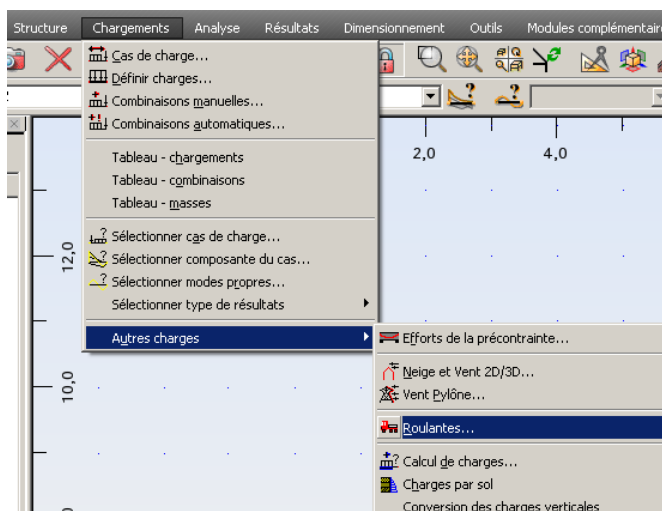 Structure Chargements Analyse Résultats Dimensionnement Outils Modules complémentaire
Cas de charge...
Définir charges...
Combinaisons manuelles...
Combinaisons automatiques...
Tableau - chargements
Tableau - combinaisons
Tableau - masses
Sélectionner cas de charge...
Sélectionner composante du cas...
Sélectionner modes propres...
Sélectionner type de résultats
Autres charges
Efforts de la précontrainte...
Neige et Vent 2D/3D...
Vent Pylône...
Roulantes...
Calcul de charges...
Charges par sol
Conversion des charges verticales
2,0 4,0
12,0
10,0